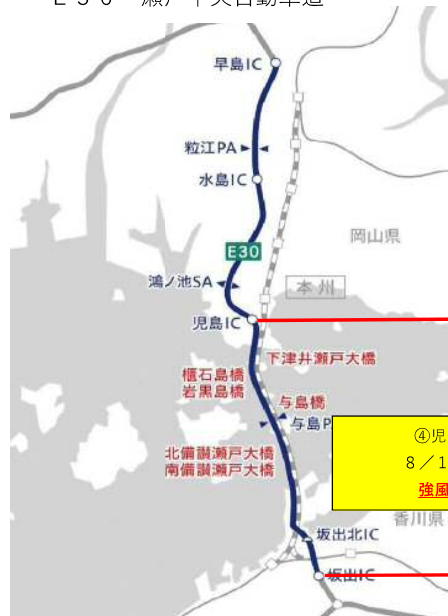 早島IC
粒江PA
水島IC
岡山県
E30
鴻ノ池SA
本州
児島IC
下津井瀬戸大橋
櫃石島橋
岩黒島橋
与島橋
与島P
④児
8／1
北備讃瀬戸大橋
南備讃瀬戸大橋
強風
香川県
坂出北IC
坂出IC